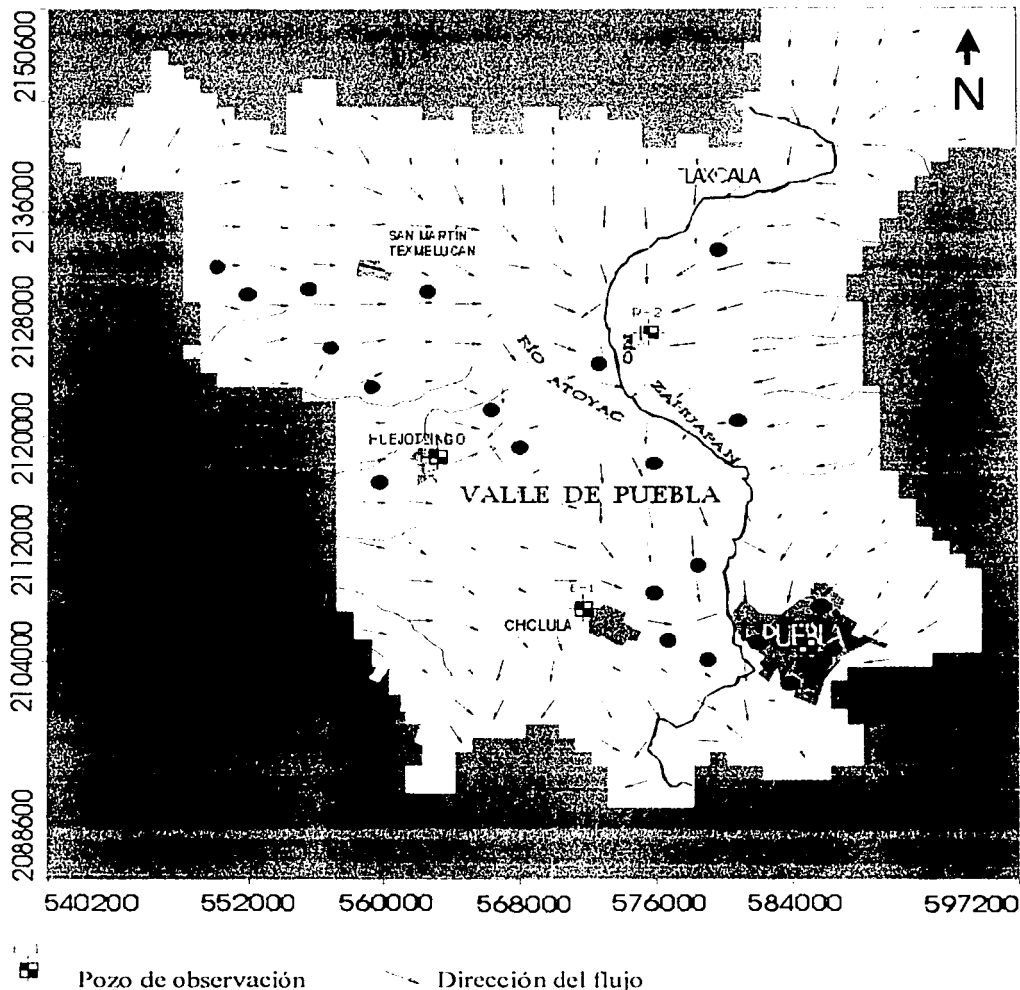 2150600
2136000
2128000
2120000
2112000
2104000
2088600
N
TLAXCALA
SAN MARTIN
TEXMELUCAN
RÍO
ATOYAC
RIO
ZAHUAPAN
VALLE DE PUEBLA
CHOLULA
PUEBLA
540200 552000 560000 568000 576000 584000 597200
Pozo de observación
Dirección del flujo